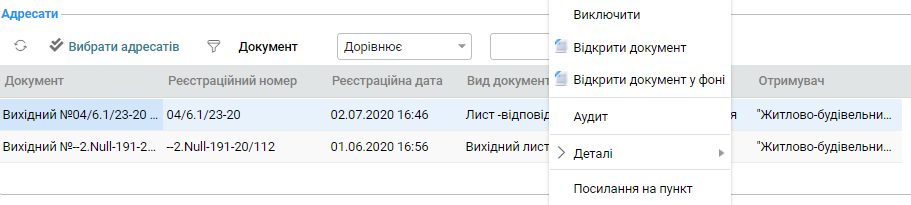 Адресати
Вибрати адресатів Документ Дорівнює
Документ Реєстраційний номер Реєстраційна дата Вид документ Отримувач
Вихідний №04/6.1/23-20 ... 04/6.1/23-20 02.07.2020 16:46 Лист -відповід я "Житлово-будівельни...
Вихідний №--2.Null-191-2... --2.Null-191-20/112 01.06.2020 16:56 Вихідний лист "Житлово-будівельни...
Виключити
Відкрити документ
Відкрити документ у фоні
Аудит
Деталі
Посилання на пункт